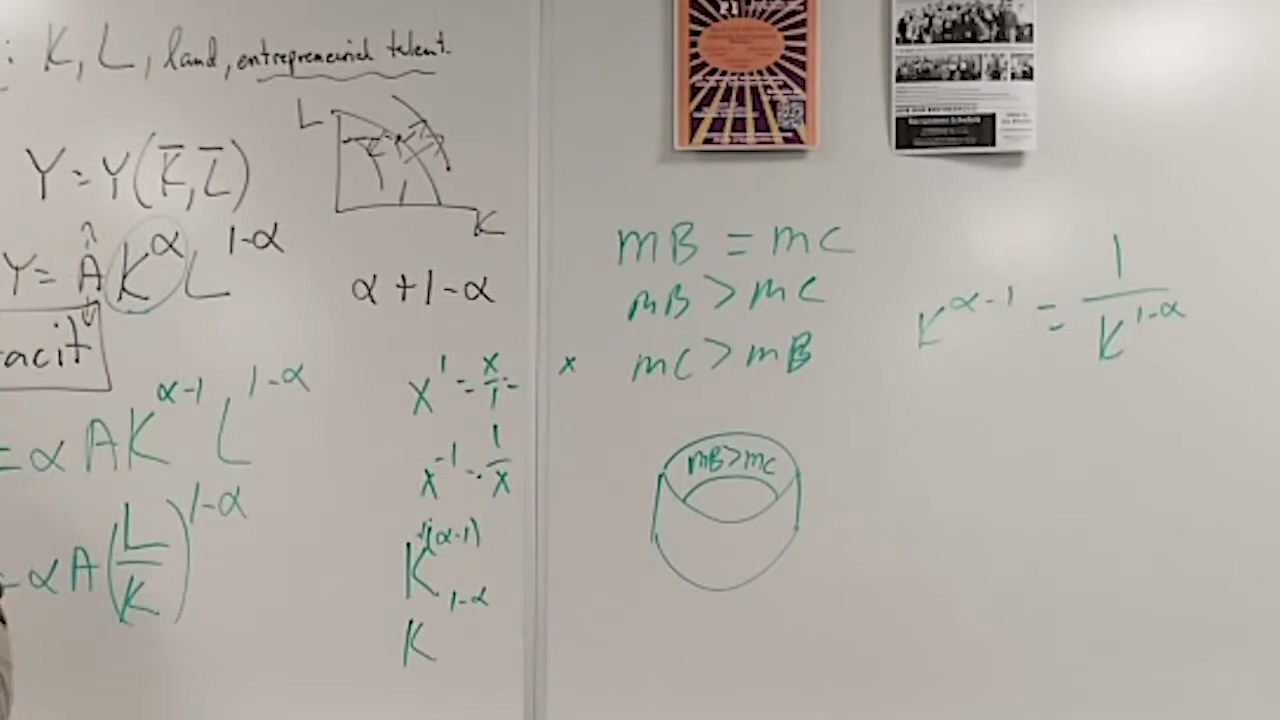 : K, L, land, entrepreneurial talent.
L
K
Y = Y(K̄, L̄)
Y = Â K^α L^1-α
α + 1 - α
acit
= α A K^α-1 L^1-α
= α A (L/K)^1-α
x^1 = x/1 = x
x^-1 = 1/x
K^(α-1)
K^1-α
mB = mC
mB > mC
mC > mB
mB>mC
K^α-1 = 1/K^1-α